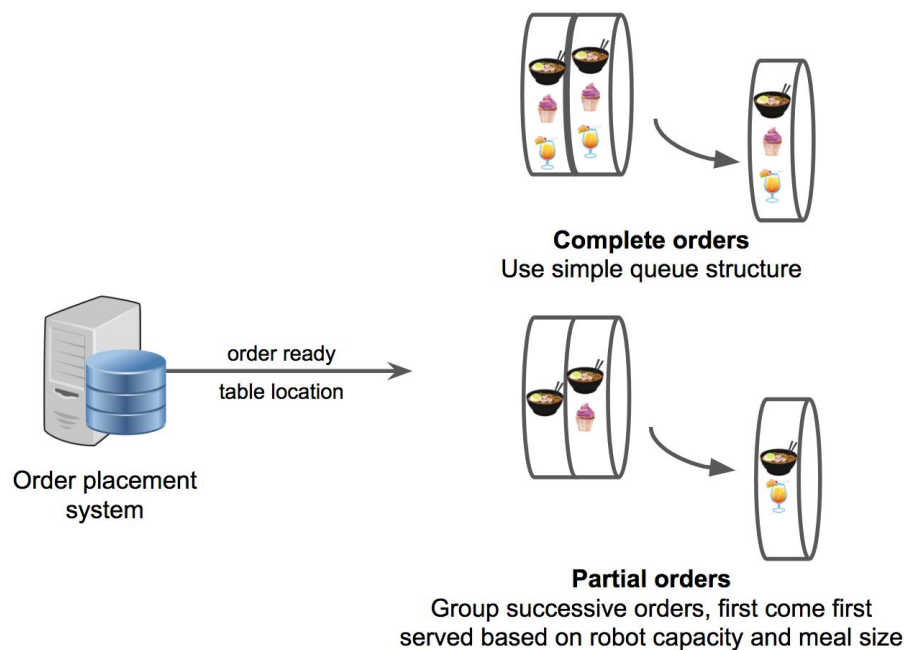 Complete orders
Use simple queue structure
order ready
table location
Order placement
system
Partial orders
Group successive orders, first come first
served based on robot capacity and meal size